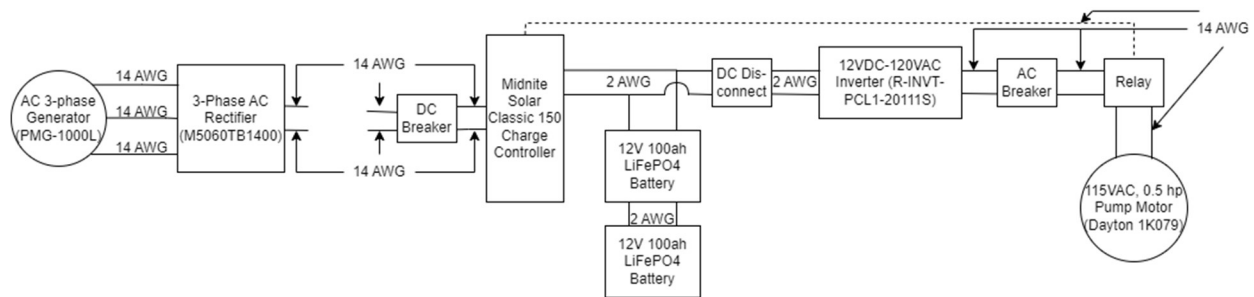 AC 3-phase
Generator
(PMG-1000L)
14 AWG
14 AWG
14 AWG
3-Phase AC
Rectifier
(M5060TB1400)
14 AWG
14 AWG
DC
Breaker
Midnite
Solar
Classic 150
Charge
Controller
2 AWG
12V 100ah
LiFePO4
Battery
2 AWG
12V 100ah
LiFePO4
Battery
DC Dis-
connect
2 AWG
12VDC-120VAC
Inverter (R-INVT-
PCL1-20111S)
AC
Breaker
Relay
14 AWG
115VAC, 0.5 hp
Pump Motor
(Dayton 1K079)